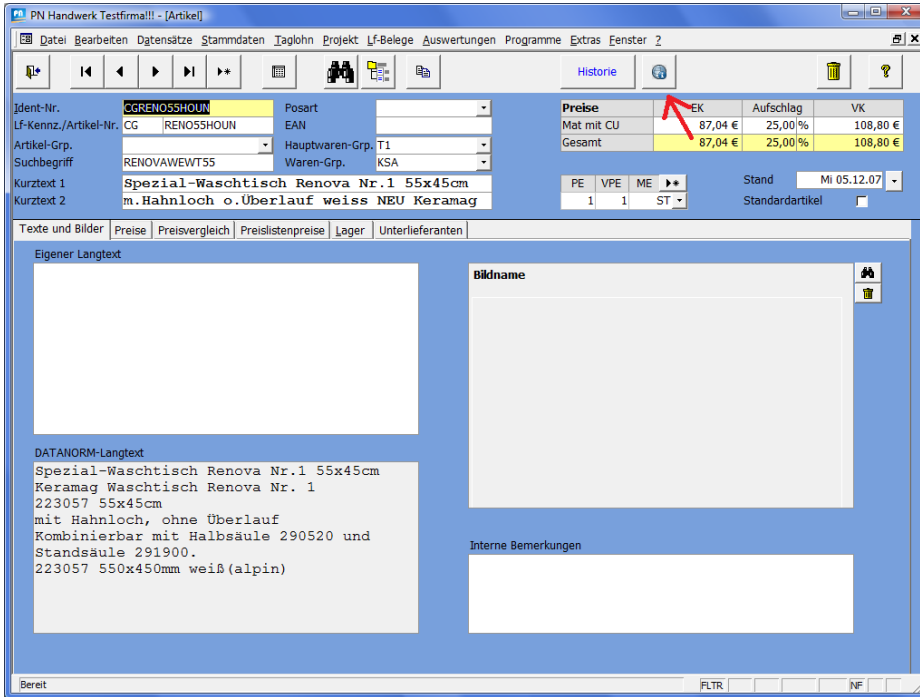 PN Handwerk Testfirma!!! - [Artikel]
Datei Bearbeiten Datensätze Stammdaten Taglohn Projekt Lf-Belege Auswertungen Programme Extras Fenster ?
Historie
Ident-Nr. CGRENO55HOUN Posart
Lf-Kennz./Artikel-Nr. CG RENO55HOUN EAN
Artikel-Grp. Hauptwaren-Grp. T1
Suchbegriff RENOVAWEWT55 Waren-Grp. KSA
Kurztext 1 Spezial-Waschtisch Renova Nr.1 55x45cm
Kurztext 2 m.Hahnloch o.Überlauf weiss NEU Keramag
Preise EK Aufschlag VK
Mat mit CU 87,04 € 25,00 % 108,80 €
Gesamt 87,04 € 25,00 % 108,80 €
PE VPE ME
1 1 ST
Stand Mi 05.12.07
Standardartikel
Texte und Bilder Preise Preisvergleich Preislistenpreise Lager Unterlieferanten
Eigener Langtext
Bildname
DATANORM-Langtext
Spezial-Waschtisch Renova Nr.1 55x45cm
Keramag Waschtisch Renova Nr. 1
223057 55x45cm
mit Hahnloch, ohne Überlauf
Kombinierbar mit Halbsäule 290520 und
Standsäule 291900.
223057 550x450mm weiß(alpin)
Interne Bemerkungen
Bereit FLTR NF